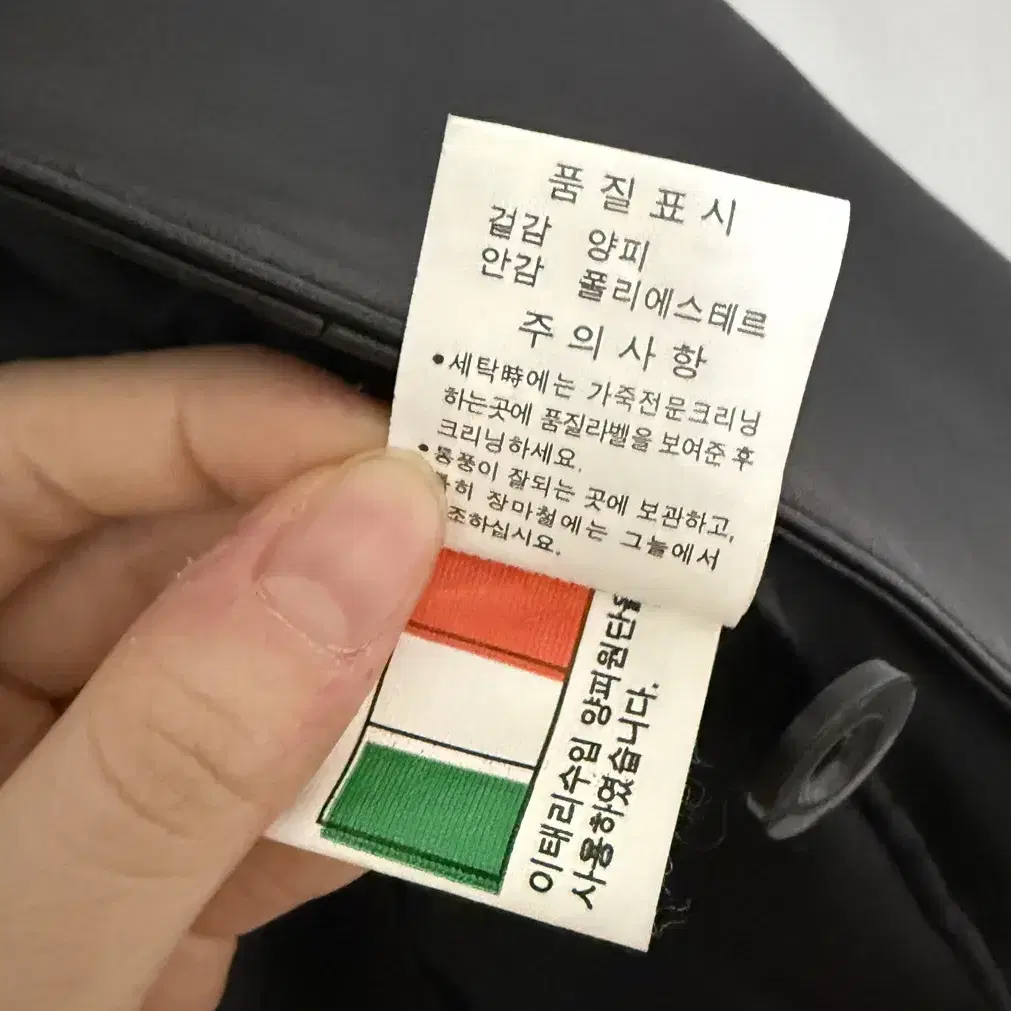 품질표시
겉감 양피
안감 폴리에스테르
주의사항
•세탁時에는 가죽전문크리닝
하는곳에 품질라벨을 보여준후
크리닝하세요.
•통풍이 잘되는 곳에 보관하고,
장마철에는 그늘에서
조하십시요.
이태리수입 양피원단을
사용하였습니다.